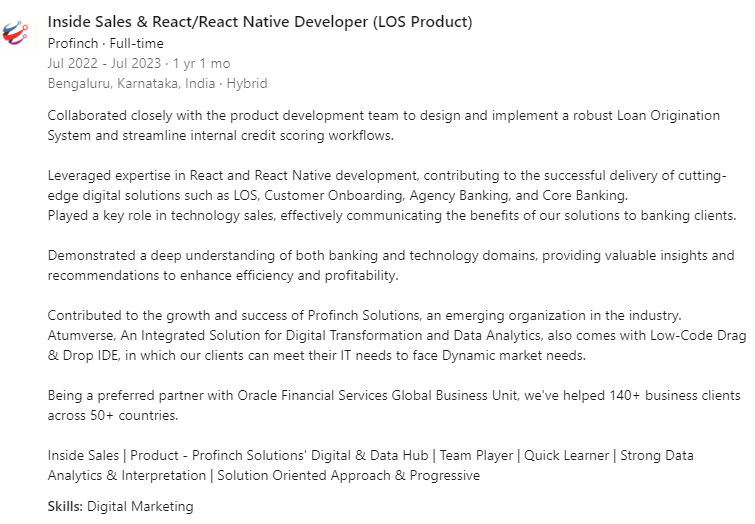 Inside Sales & React/React Native Developer (LOS Product)
Profinch · Full-time
Jul 2022 - Jul 2023 · 1 yr 1 mo
Bengaluru, Karnataka, India · Hybrid
Collaborated closely with the product development team to design and implement a robust Loan Origination
System and streamline internal credit scoring workflows.
Leveraged expertise in React and React Native development, contributing to the successful delivery of cutting-
edge digital solutions such as LOS, Customer Onboarding, Agency Banking, and Core Banking.
Played a key role in technology sales, effectively communicating the benefits of our solutions to banking clients.
Demonstrated a deep understanding of both banking and technology domains, providing valuable insights and
recommendations to enhance efficiency and profitability.
Contributed to the growth and success of Profinch Solutions, an emerging organization in the industry.
Atumverse, An Integrated Solution for Digital Transformation and Data Analytics, also comes with Low-Code Drag
& Drop IDE, in which our clients can meet their IT needs to face Dynamic market needs.
Being a preferred partner with Oracle Financial Services Global Business Unit, we've helped 140+ business clients
across 50+ countries.
Inside Sales | Product - Profinch Solutions' Digital & Data Hub | Team Player | Quick Learner | Strong Data
Analytics & Interpretation | Solution Oriented Approach & Progressive
Skills: Digital Marketing